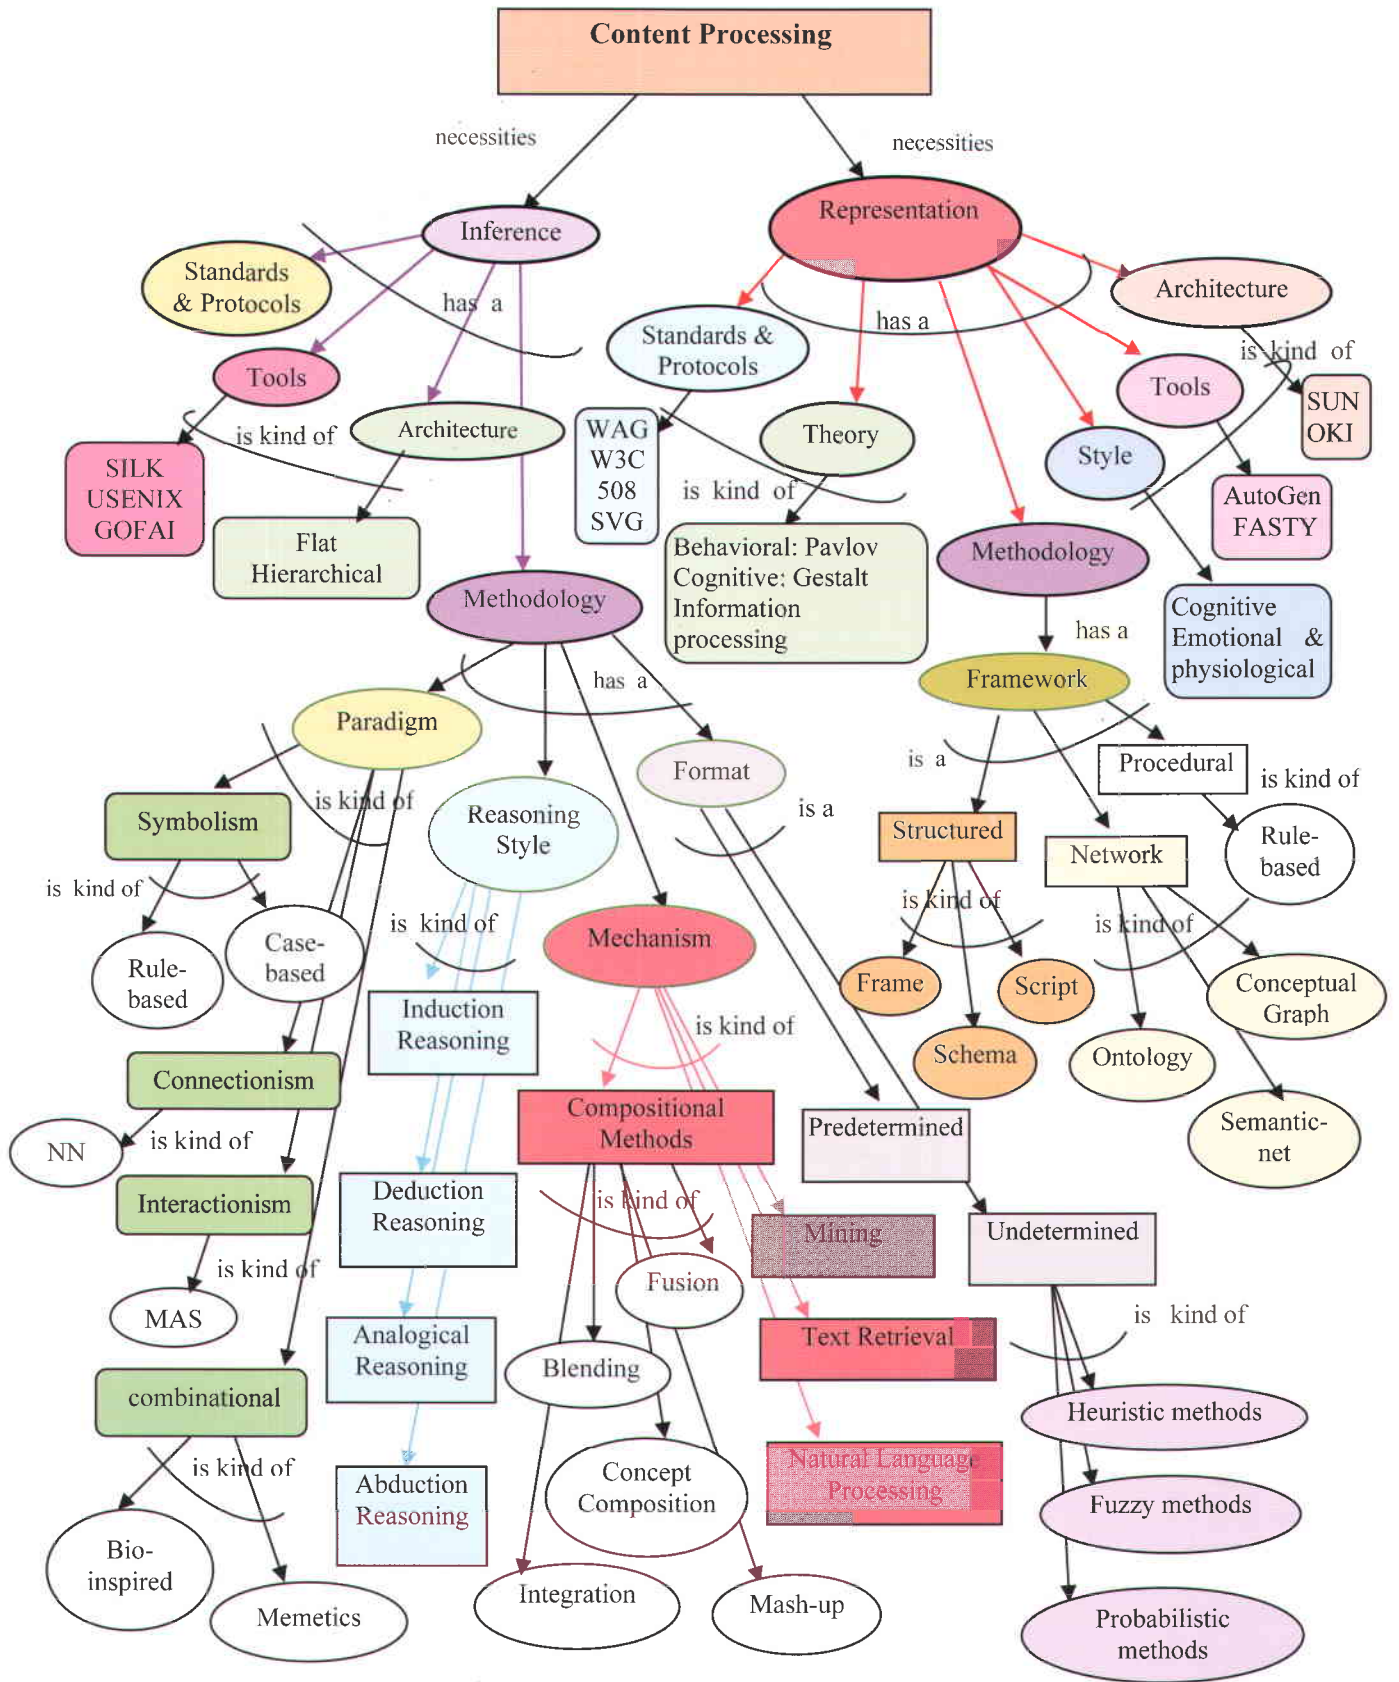 Content Processing
necessities
necessities
Representation
Inference
Standards
& Protocols
has a
Architecture
has a
Standards &
Protocols
is kind of
Tools
Tools
SUN
OKI
is kind of
Architecture
WAG
W3C
508
SVG
Theory
Style
SILK
USENIX
GOFAI
is kind of
AutoGen
FASTY
Flat
Hierarchical
Behavioral: Pavlov
Cognitive: Gestalt
Information
processing
Methodology
Methodology
Cognitive
Emotional &
physiological
has a
has a
Framework
Paradigm
Format
is a
Procedural
is kind of
Symbolism
is kind of
Reasoning
Style
is a
Structured
Network
Rule-
based
is kind of
is kind of
is kind of
is kind of
Rule-
based
Case-
based
Mechanism
Frame
Script
Conceptual
Graph
Induction
Reasoning
is kind of
Schema
Ontology
Connectionism
Compositional
Methods
Predetermined
Semantic-
net
NN
is kind of
Interactionism
Deduction
Reasoning
is kind of
Mining
Undetermined
is kind of
MAS
Fusion
Analogical
Reasoning
Text Retrieval
is kind of
Blending
combinational
Heuristic methods
is kind of
Abduction
Reasoning
Concept
Composition
Natural Language
Processing
Fuzzy methods
Bio-
inspired
Memetics
Integration
Mash-up
Probabilistic
methods